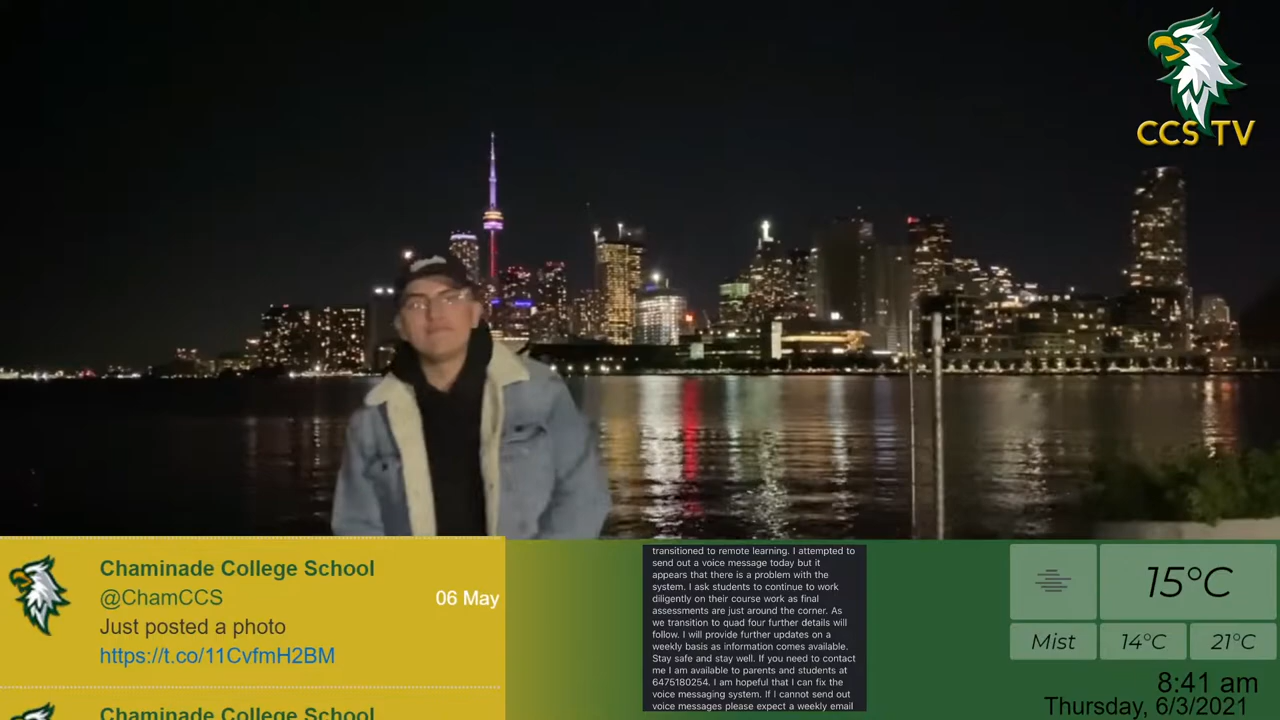 CCS TV
Chaminade College School
@ChamCCS
06 May
Just posted a photo
https://t.co/11CvfmH2BM
Chaminade College School
transitioned to remote learning. I attempted to
send out a voice message today but it
appears that there is a problem with the
system. I ask students to continue to work
diligently on their course work as final
assessments are just around the corner. As
we transition to quad four further details will
follow. I will provide further updates on a
weekly basis as information comes available.
Stay safe and stay well. If you need to contact
me I am available to parents and students at
6475180254. I am hopeful that I can fix the
voice messaging system. If I cannot send out
voice messages please expect a weekly email
15°C
Mist
14°C
21°C
8:41 am
Thursday, 6/3/2021